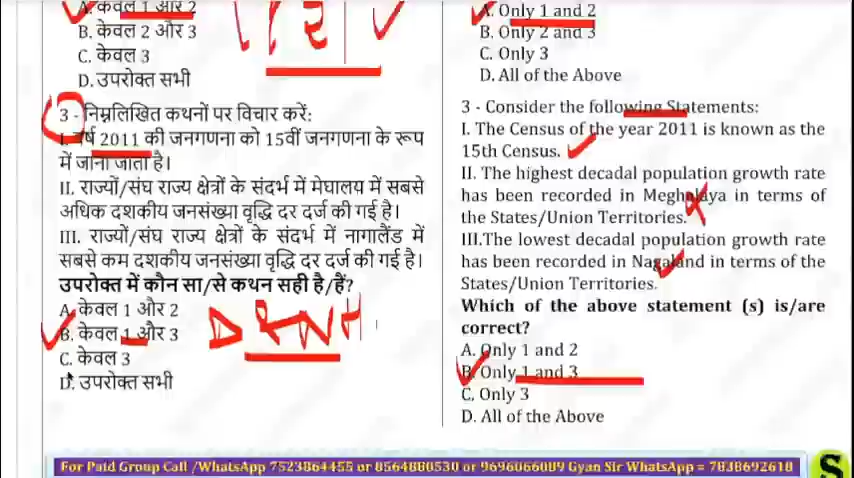 A. केवल 1 और 2
B. केवल 2 और 3
C. केवल 3
D. उपरोक्त सभी
3 - निम्नलिखित कथनों पर विचार करें:
I. वर्ष 2011 की जनगणना को 15वीं जनगणना के रूप
में जाना जाता है।
II. राज्यों/संघ राज्य क्षेत्रों के संदर्भ में मेघालय में सबसे
अधिक दशकीय जनसंख्या वृद्धि दर दर्ज की गई है।
III. राज्यों/संघ राज्य क्षेत्रों के संदर्भ में नागालैंड में
सबसे कम दशकीय जनसंख्या वृद्धि दर दर्ज की गई है।
उपरोक्त में कौन सा/से कथन सही है/हैं?
A. केवल 1 और 2
B. केवल 1 और 3
C. केवल 3
D. उपरोक्त सभी
DRNH
A. Only 1 and 2
B. Only 2 and 3
C. Only 3
D. All of the Above
3 - Consider the following Statements:
I. The Census of the year 2011 is known as the
15th Census.
II. The highest decadal population growth rate
has been recorded in Meghalaya in terms of
the States/Union Territories.
III.The lowest decadal population growth rate
has been recorded in Nagaland in terms of the
States/Union Territories.
Which of the above statement (s) is/are
correct?
A. Only 1 and 2
B. Only 1 and 3
C. Only 3
D. All of the Above
For Paid Group Call /WhatsApp 7523864455 or 8564880530 or 9696066089 Gyan Sir WhatsApp = 7838692618
S